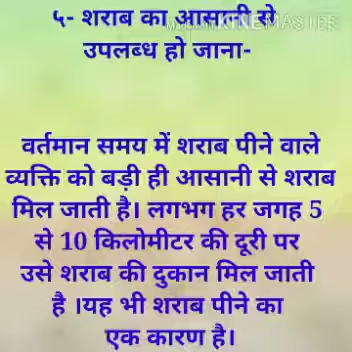 ५- शराब का आसानी से
KINEMASTER
उपलब्ध हो जाना-
वर्तमान समय में शराब पीने वाले
व्यक्ति को बड़ी ही आसानी से शराब
मिल जाती है। लगभग हर जगह 5
से 10 किलोमीटर की दूरी पर
उसे शराब की दुकान मिल जाती
है ।यह भी शराब पीने का
एक कारण है।